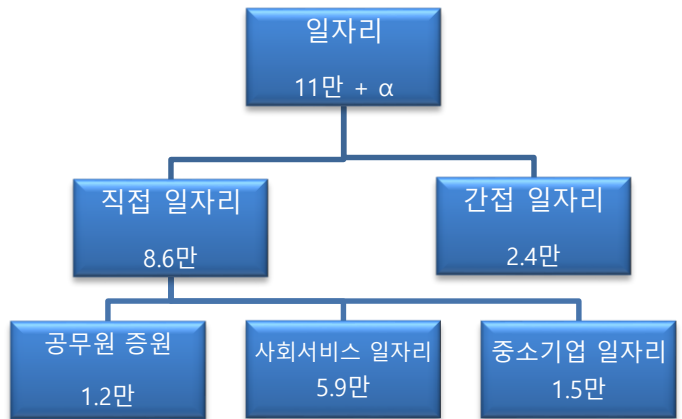 일자리
11만 + α
직접 일자리
8.6만
간접 일자리
2.4만
공무원 증원
1.2만
사회서비스 일자리
5.9만
중소기업 일자리
1.5만